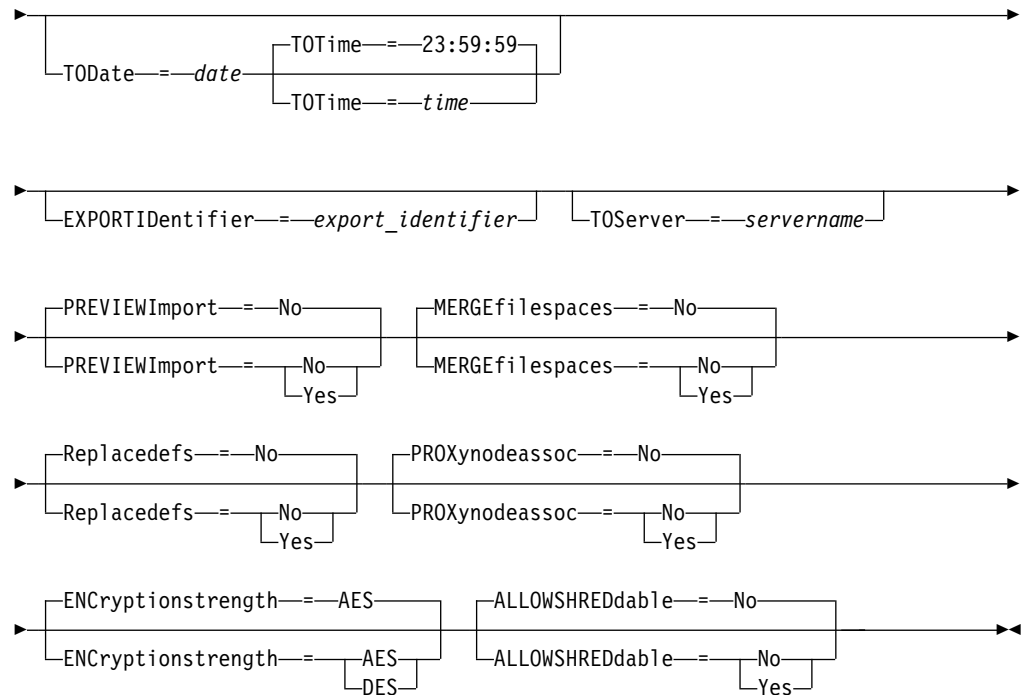 TOTime = 23:59:59
TODate = date
TOTime = time
EXPORTIDentifier = export_identifier TOServer = servername
PREVIEWImport = No MERGEfilespaces = No
PREVIEWImport = No MERGEfilespaces = No
Yes Yes
Replacedefs = No PROXynodeassoc = No
Replacedefs = No PROXynodeassoc = No
Yes Yes
ENCryptionstrength = AES ALLOWSHREDdable = No
ENCryptionstrength = AES ALLOWSHREDdable = No
DES Yes